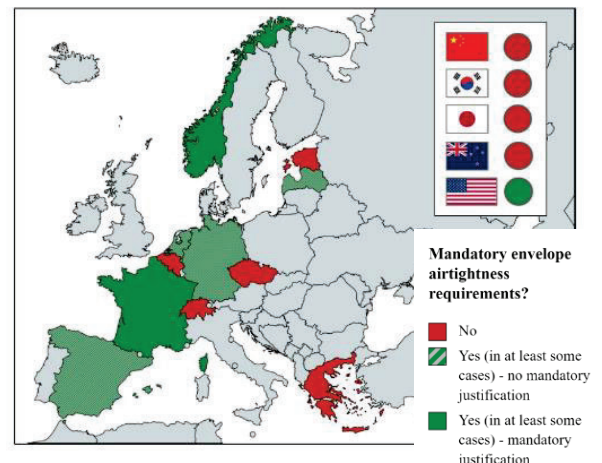 Mandatory envelope
airtightness
requirements?
No
Yes (in at least some
cases) - no mandatory
justification
Yes (in at least some
cases) - mandatory
justification